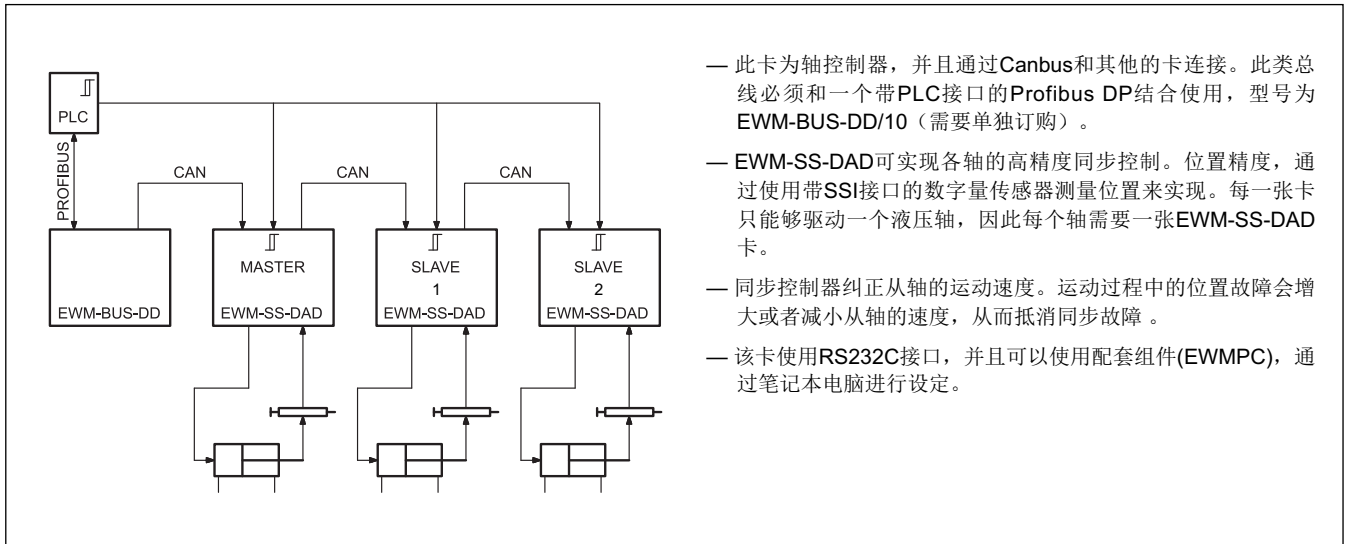 PLC
PROFIBUS
CAN
CAN
CAN
EWM-BUS-DD
MASTER
EWM-SS-DAD
SLAVE
1
EWM-SS-DAD
SLAVE
2
EWM-SS-DAD
— 此卡为轴控制器，并且通过Canbus和其他的卡连接。此类总
线必须和一个带PLC接口的Profibus DP结合使用，型号为
EWM-BUS-DD/10（需要单独订购）。
— EWM-SS-DAD可实现各轴的高精度同步控制。位置精度，通
过使用带SSI接口的数字量传感器测量位置来实现。每一张卡
只能够驱动一个液压轴，因此每个轴需要一张EWM-SS-DAD
卡。
— 同步控制器纠正从轴的运动速度。运动过程中的位置故障会增
大或者减小从轴的速度，从而抵消同步故障 。
— 该卡使用RS232C接口，并且可以使用配套组件(EWMPC)，通
过笔记本电脑进行设定。